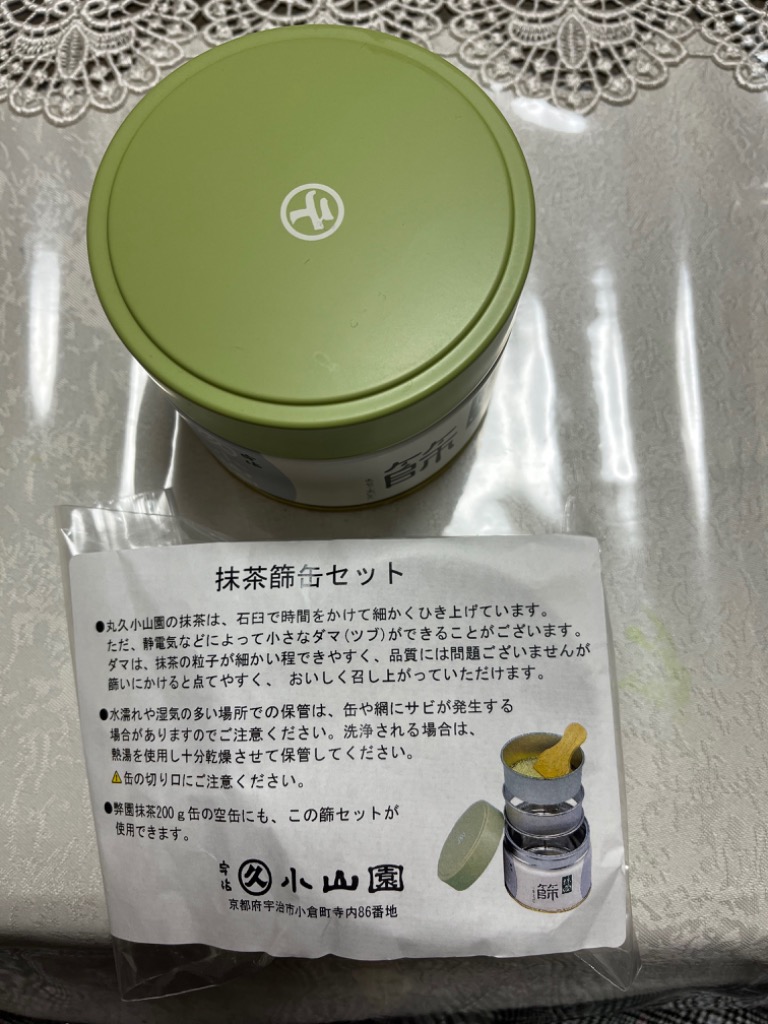 篩
抹茶篩缶セット
●丸久小山園の抹茶は、石臼で時間をかけて細かくひき上げています。
ただ、静電気などによって小さなダマ(ツブ)ができることがございます。
ダマは、抹茶の粒子が細かい程できやすく、品質には問題ございませんが
篩いにかけると点てやすく、 おいしく召し上がっていただけます。
●水濡れや湿気の多い場所での保管は、缶や網にサビが発生する
場合がありますのでご注意ください。洗浄される場合は、
熱湯を使用し十分乾燥させて保管してください。
⚠缶の切り口にご注意ください。
●弊園抹茶200g缶の空缶にも、この篩セットが
使用できます。
宇治 久 小山園
京都府宇治市小倉町寺内86番地
篩